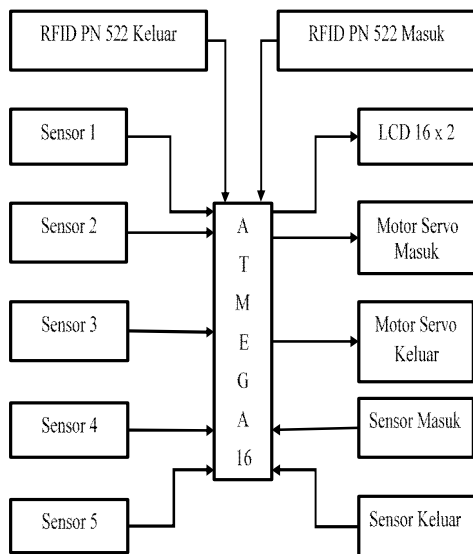 RFID PN 522 Keluar
RFID PN 522 Masuk
Sensor 1
LCD 16 x 2
Sensor 2
Motor Servo
Masuk
Sensor 3
Motor Servo
Keluar
Sensor 4
Sensor Masuk
Sensor 5
Sensor Keluar
A
T
M
E
G
A
16